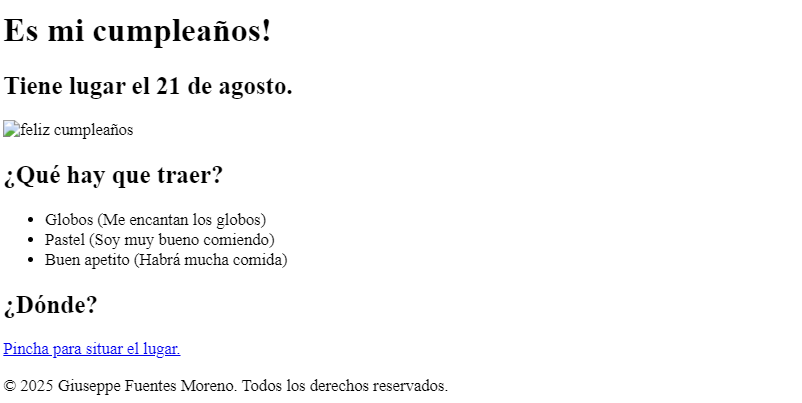 Es mi cumpleaños!
Tiene lugar el 21 de agosto.
feliz cumpleaños
¿Qué hay que traer?
Globos (Me encantan los globos)
Pastel (Soy muy bueno comiendo)
Buen apetito (Habrá mucha comida)
¿Dónde?
Pincha para situar el lugar.
© 2025 Giuseppe Fuentes Moreno. Todos los derechos reservados.